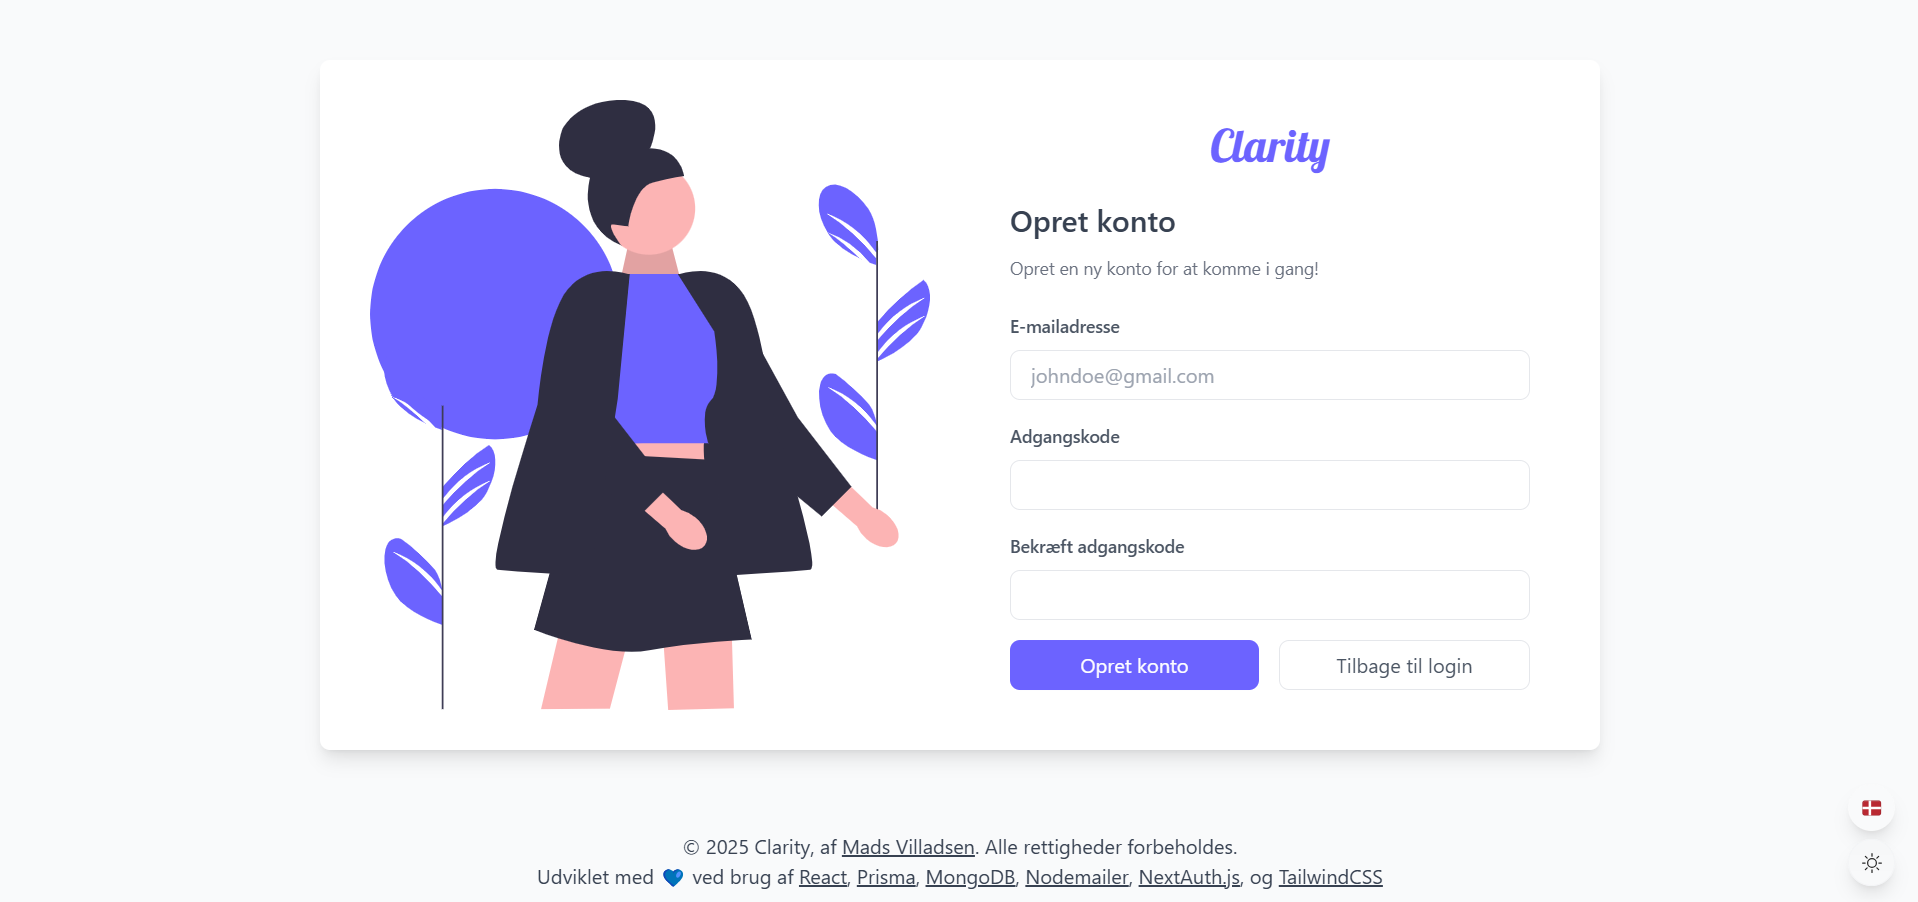 Clarity
Opret konto
Opret en ny konto for at komme i gang!
E-mailadresse
johndoe@gmail.com
Adgangskode
Bekræft adgangskode
Opret konto
Tilbage til login
© 2025 Clarity, af Mads Villadsen. Alle rettigheder forbeholdes.
Udviklet med 💙 ved brug af React, Prisma, MongoDB, Nodemailer, NextAuth.js, og TailwindCSS